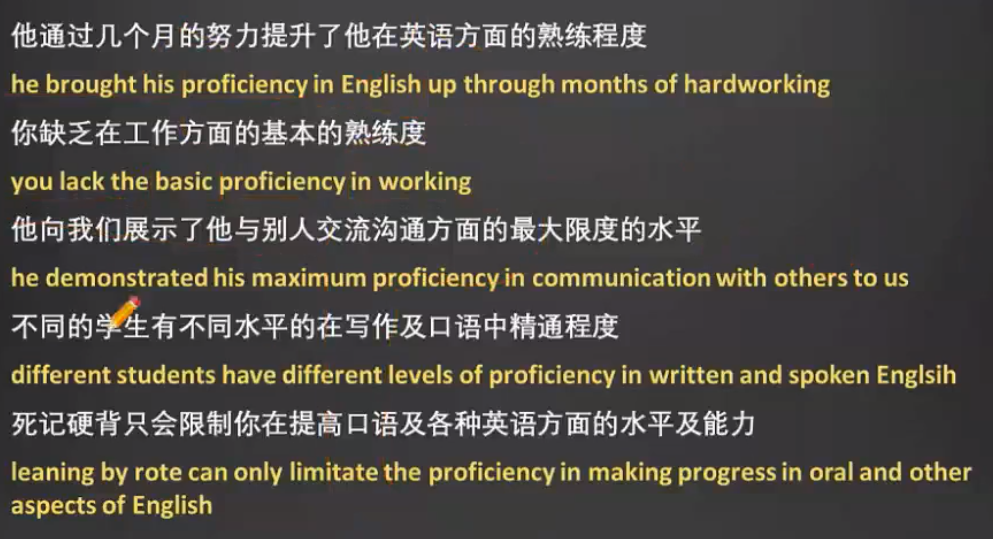 他通过几个月的努力提升了他在英语方面的熟练程度
he brought his proficiency in English up through months of hardworking
你缺乏在工作方面的基本的熟练度
you lack the basic proficiency in working
他向我们展示了他与别人交流沟通方面的最大限度的水平
he demonstrated his maximum proficiency in communication with others to us
不同的学生有不同水平的在写作及口语中精通程度
different students have different levels of proficiency in written and spoken Englsih
死记硬背只会限制你在提高口语及各种英语方面的水平及能力
leaning by rote can only limitate the proficiency in making progress in oral and other
aspects of English